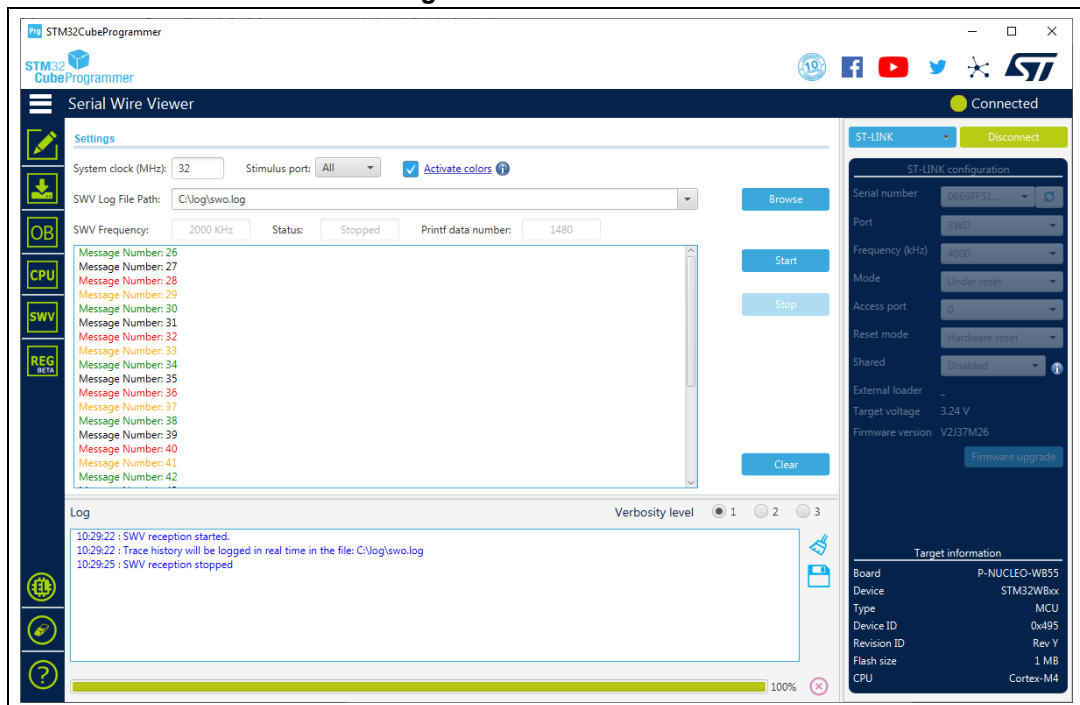 Prg STM32CubeProgrammer
STM32
CubeProgrammer
10
Serial Wire Viewer
Connected
Settings
System clock (MHz): 32 Stimulus port: All Activate colors
SWV Log File Path: C:\log\swo.log Browse
SWV Frequency: 2000 KHz Status: Stopped Printf data number: 1480
Message Number: 26
Message Number: 27
Message Number: 28
Message Number: 29
Message Number: 30
Message Number: 31
Message Number: 32
Message Number: 33
Message Number: 34
Message Number: 35
Message Number: 36
Message Number: 37
Message Number: 38
Message Number: 39
Message Number: 40
Message Number: 41
Message Number: 42
Start
Stop
Clear
OB
CPU
SWV
REG
BETA
Log Verbosity level 1 2 3
10:29:22 : SWV reception started.
10:29:22 : Trace history will be logged in real time in the file: C:\log\swo.log
10:29:25 : SWV reception stopped
100%
ST-LINK Disconnect
ST-LINK configuration
Serial number 0669FF51...
Port SWD
Frequency (kHz) 4000
Mode Under reset
Access port 0
Reset mode Hardware reset
Shared Disabled
External loader _
Target voltage 3.24 V
Firmware version V2J37M26
Firmware upgrade
Target information
Board P-NUCLEO-WB55
Device STM32WBxx
Type MCU
Device ID 0x495
Revision ID Rev Y
Flash size 1 MB
CPU Cortex-M4